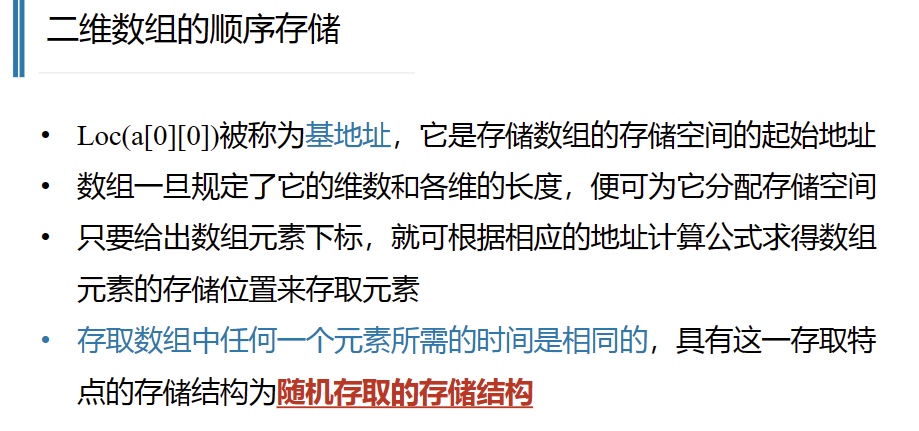 二维数组的顺序存储
• Loc(a[0][0])被称为基地址，它是存储数组的存储空间的起始地址
• 数组一旦规定了它的维数和各维的长度，便可为它分配存储空间
• 只要给出数组元素下标，就可根据相应的地址计算公式求得数组
元素的存储位置来存取元素
• 存取数组中任何一个元素所需的时间是相同的，具有这一存取特
点的存储结构为随机存取的存储结构